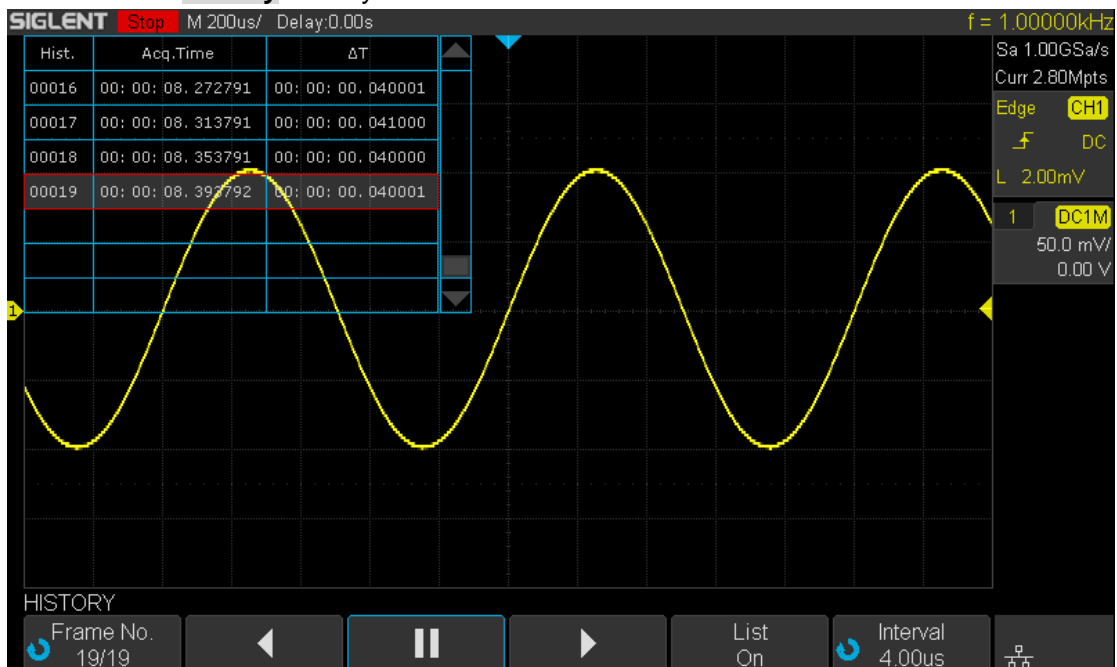 SIGLENT Stop M 200us/ Delay:0.00s f = 1.00000kHz
Hist. Acq.Time ΔT
00016 00: 00: 08. 272791 00: 00: 00. 040001
00017 00: 00: 08. 313791 00: 00: 00. 041000
00018 00: 00: 08. 353791 00: 00: 00. 040000
00019 00: 00: 08. 393792 00: 00: 00. 040001
Sa 1.00GSa/s
Curr 2.80Mpts
Edge CH1
DC
L 2.00mV
1 DC1M
50.0 mV/
0.00 V
1
HISTORY
Frame No.
19/19
List
On
Interval
4.00us